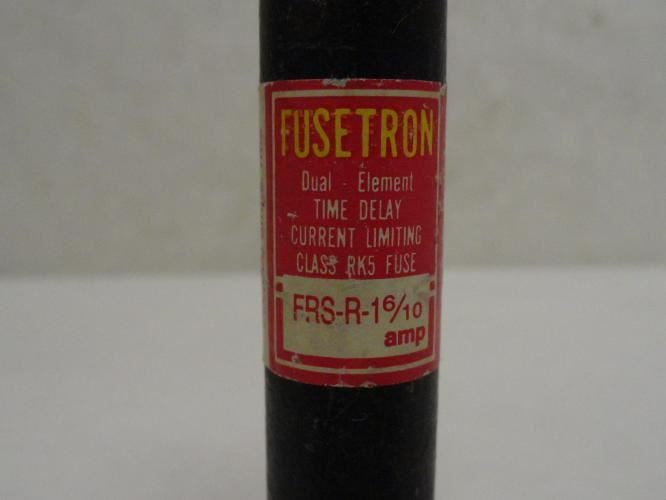 FUSETRON
Dual - Element
TIME DELAY
CURRENT LIMITING
CLASS RK5 FUSE
FRS-R-1 6/10
amp